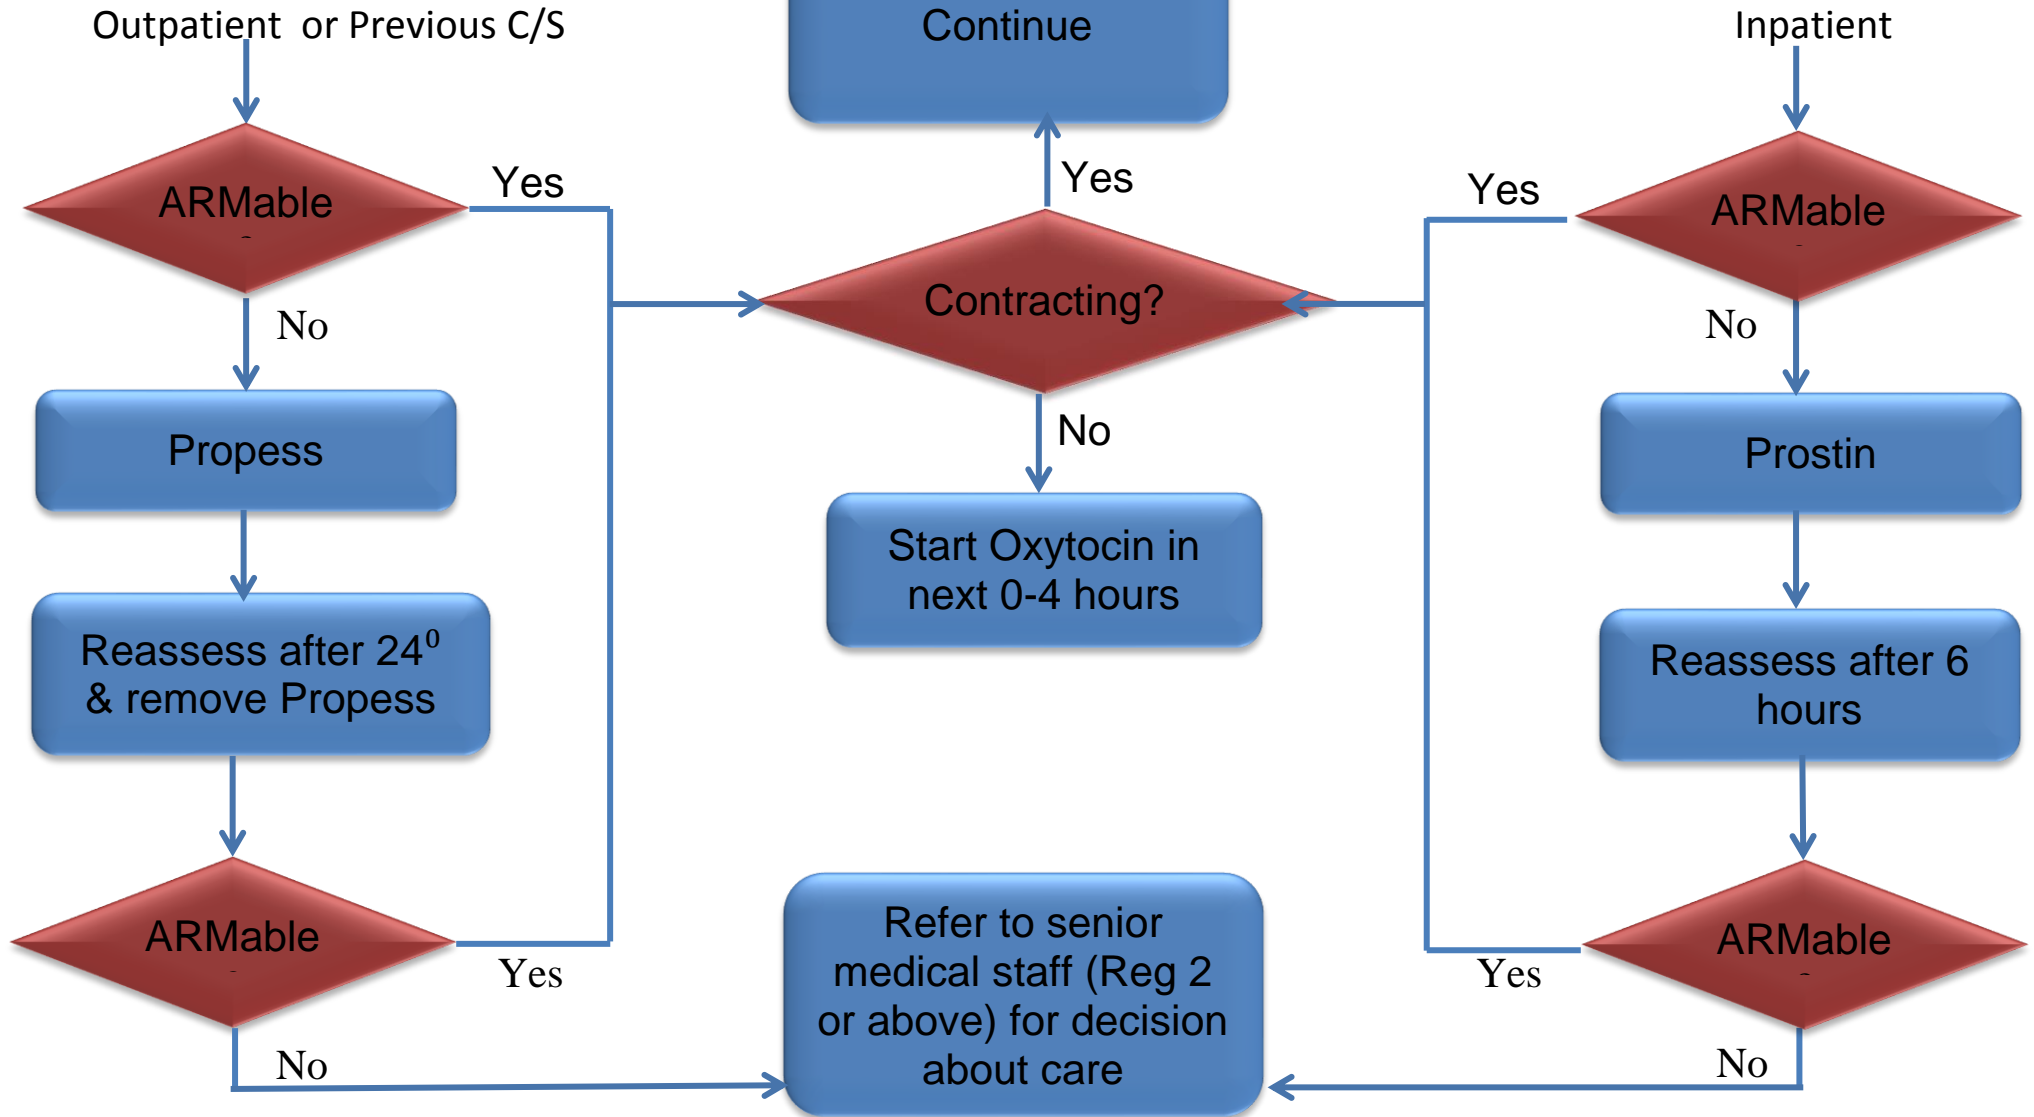 Outpatient  or Previous C/S
Continue
Inpatient
ARMable
Yes
Yes
Yes
ARMable
No
Contracting?
No
Propess
No
Prostin
Start Oxytocin in
next 0-4 hours
Reassess after 24⁰
& remove Propess
Reassess after 6
hours
ARMable
Yes
Refer to senior
medical staff (Reg 2
or above) for decision
about care
Yes
ARMable
No
No